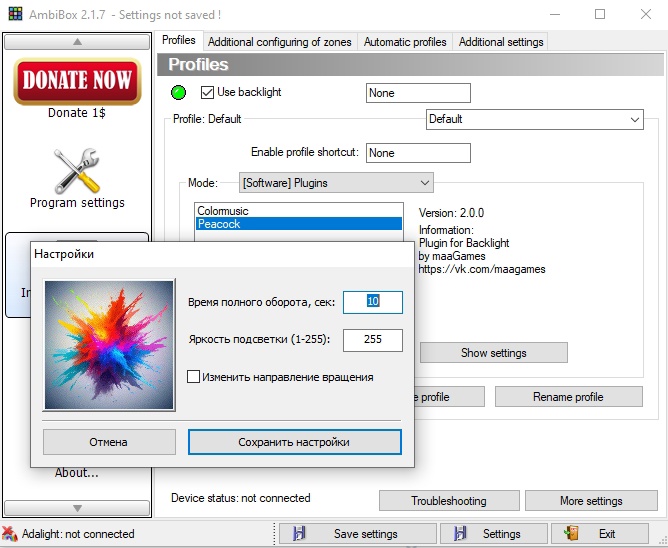 AmbiBox 2.1.7 - Settings not saved !
DONATE NOW
Donate 1$
Program settings
In
About...
Profiles
Additional configuring of zones
Automatic profiles
Additional settings
Profiles
Use backlight
None
Profile: Default
Default
Enable profile shortcut:
None
Mode:
[Software] Plugins
Colormusic
Peacock
Version: 2.0.0
Information:
Plugin for Backlight
by maaGames
https://vk.com/maagames
Show settings
e profile
Rename profile
Настройки
Время полного оборота, сек:
10
Яркость подсветки (1-255):
255
Изменить направление вращения
Отмена
Сохранить настройки
Device status: not connected
Troubleshooting
More settings
Adalight: not connected
Save settings
Settings
Exit